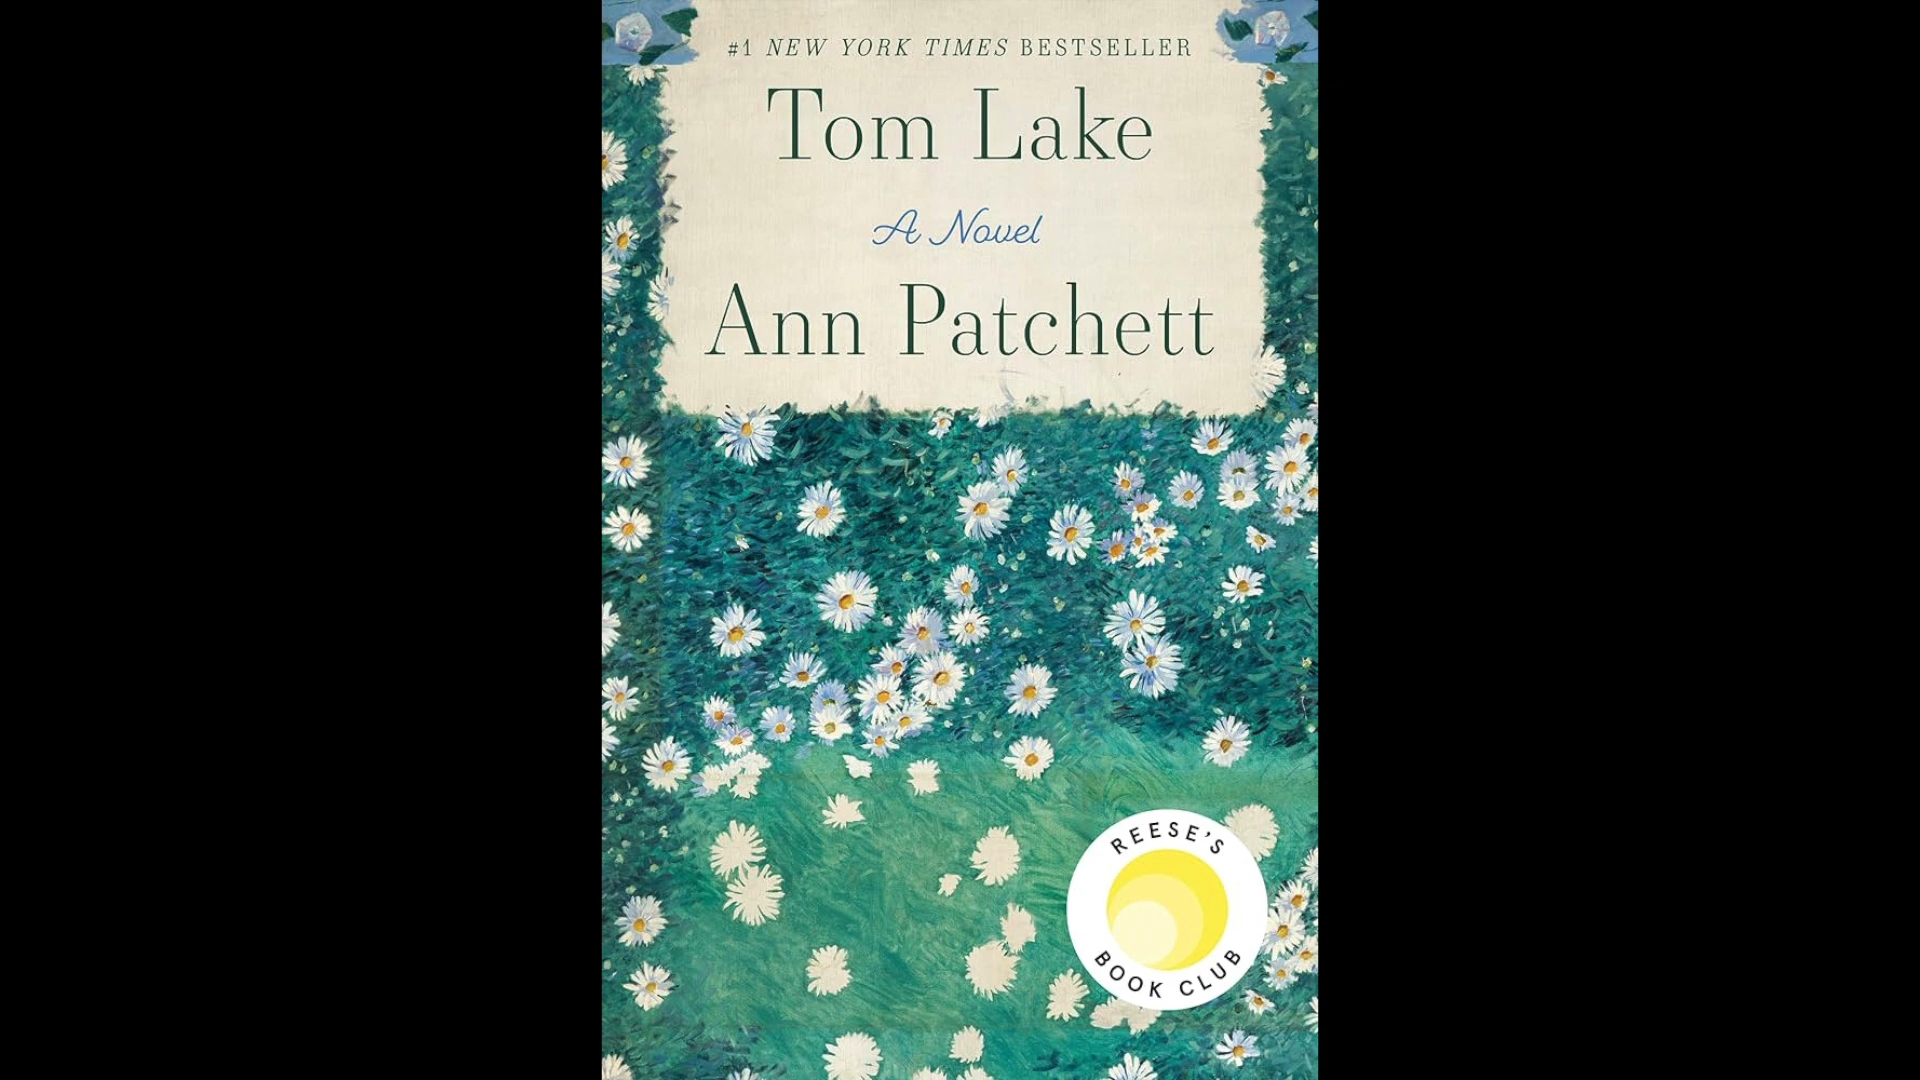 #1 NEW YORK TIMES BESTSELLER
Tom Lake
A Novel
Ann Patchett
REESE'S
BOOK CLUB